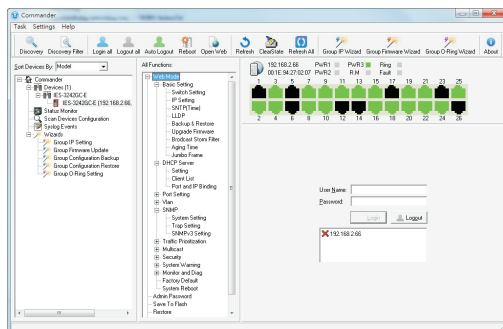 Commander
Task Settings Help
Discovery Discovery Filter Login all Logout all Auto Logout Reboot Open Web Refresh ClearState Refresh All Group IP Wizard Group Firmware Wizard Group O-Ring Wizard About
Sort Devices By: Model
Commander
Devices (1)
IES-3242GC-E
IES-3242GC-E (192.168.2.66,
Status Monitor
Scan Devices Configuration
Syslog Events
Wizards
Group IP Setting
Group Firmware Update
Group Configuration Backup
Group Configuration Restore
Group O-Ring Setting
All Functions:
Web Mode
Basic Setting
Switch Setting
IP Setting
SNTP(Time)
LLDP
Backup & Restore
Upgrade Firmware
Brodcast Storm Filter
Aging Time
Jumbo Frame
DHCP Server
Setting
Client List
Port and IP Binding
Port Setting
Vlan
SNMP
System Setting
Trap Setting
SNMPv3 Setting
Traffic Prioritization
Multicast
Security
System Warning
Monitor and Diag
Factory Default
System Reboot
Admin Password
Save To Flash
Restore
192.168.2.66 PwR1 PwR3 Ring
00:1E:94:27:02:07 PwR2 R.M Fault
1 3 5 7 9 11 13 15 17 19 21 23 25
2 4 6 8 10 12 14 16 18 20 22 24 26
User Name:
Password:
Login Logout
192.168.2.66